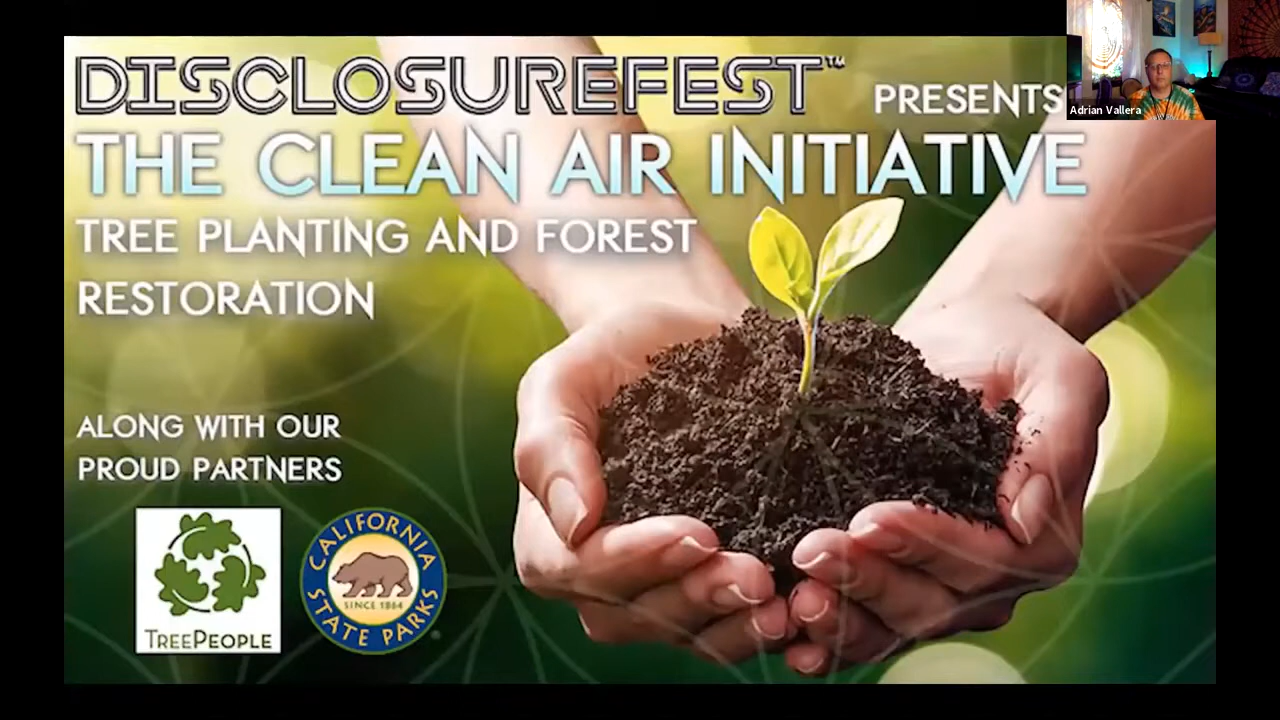 DISCLOSUREFEST™ PRESENTS
Adrian Vallera
THE CLEAN AIR INITIATIVE
TREE PLANTING AND FOREST
RESTORATION
ALONG WITH OUR
PROUD PARTNERS
TREEPEOPLE
CALIFORNIA
SINCE 1864
STATE PARKS